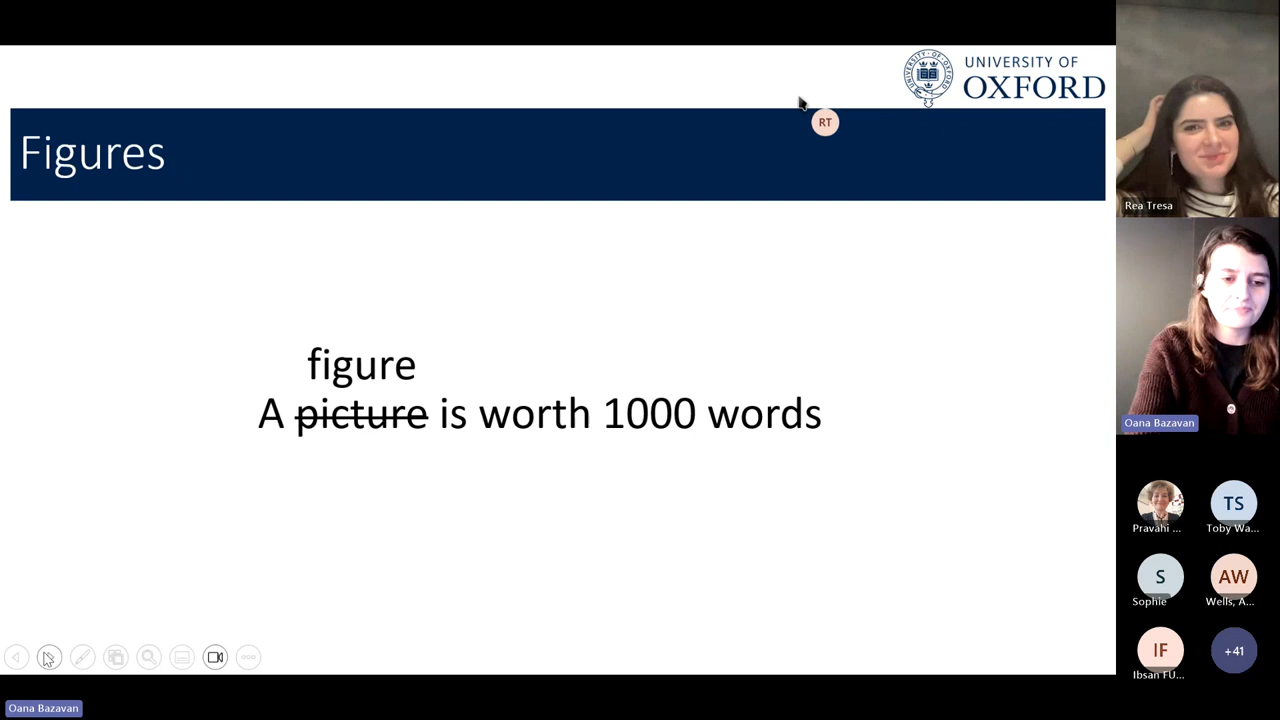 UNIVERSITY OF
OXFORD
RT
Figures
figure
A picture is worth 1000 words
Rea Tresa
Oana Bazavan
Pravahi ...
TS
Toby Wa...
S
Sophie
AW
Wells, A...
IF
Ibsan FU...
+41
Oana Bazavan